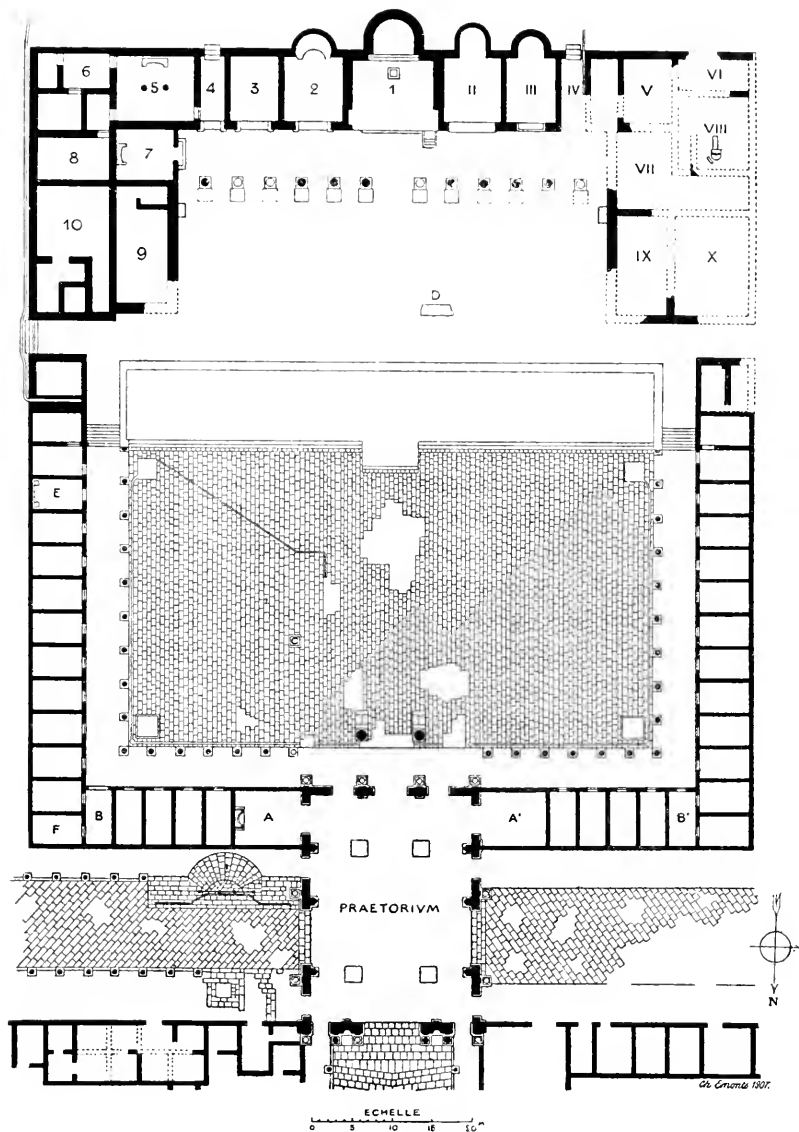 6
5
4
3
2
1
II
III
IV
V
VI
VIII
8
7
VII
10
9
IX
X
D
E
C
F
B
A
A'
B'
PRAETORIVM
N
Ch Emonts 1907.
ECHELLE
0 5 10 15 20 m